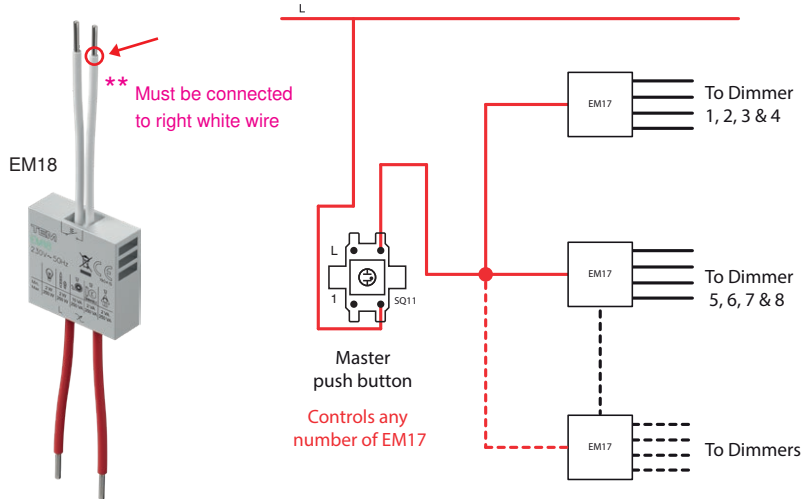 L
** Must be connected
to right white wire
EM18
TEM
230V~ 50Hz
L
EM17
To Dimmer
1, 2, 3 & 4
L
1
SQ11
Master
push button
Controls any
number of EM17
EM17
To Dimmer
5, 6, 7 & 8
EM17
To Dimmers